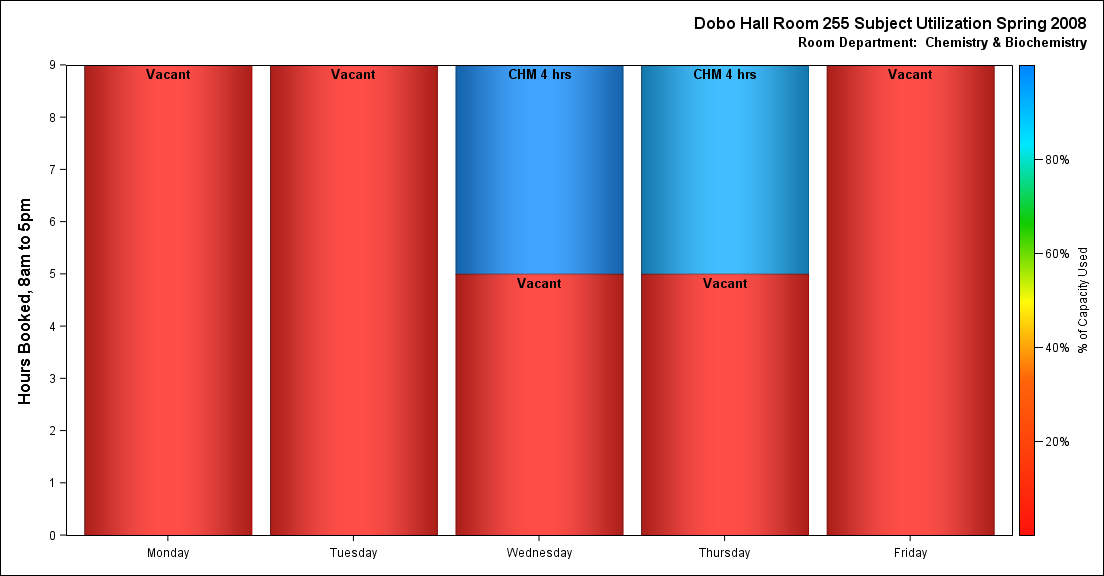 Dobo Hall Room 255 Subject Utilization Spring 2008
Room Department: Chemistry & Biochemistry
Hours Booked, 8am to 5pm
9
8
7
6
5
4
3
2
1
0
Vacant
Vacant
CHM 4 hrs
CHM 4 hrs
Vacant
Vacant
Vacant
Monday
Tuesday
Wednesday
Thursday
Friday
80%
60%
40%
20%
% of Capacity Used